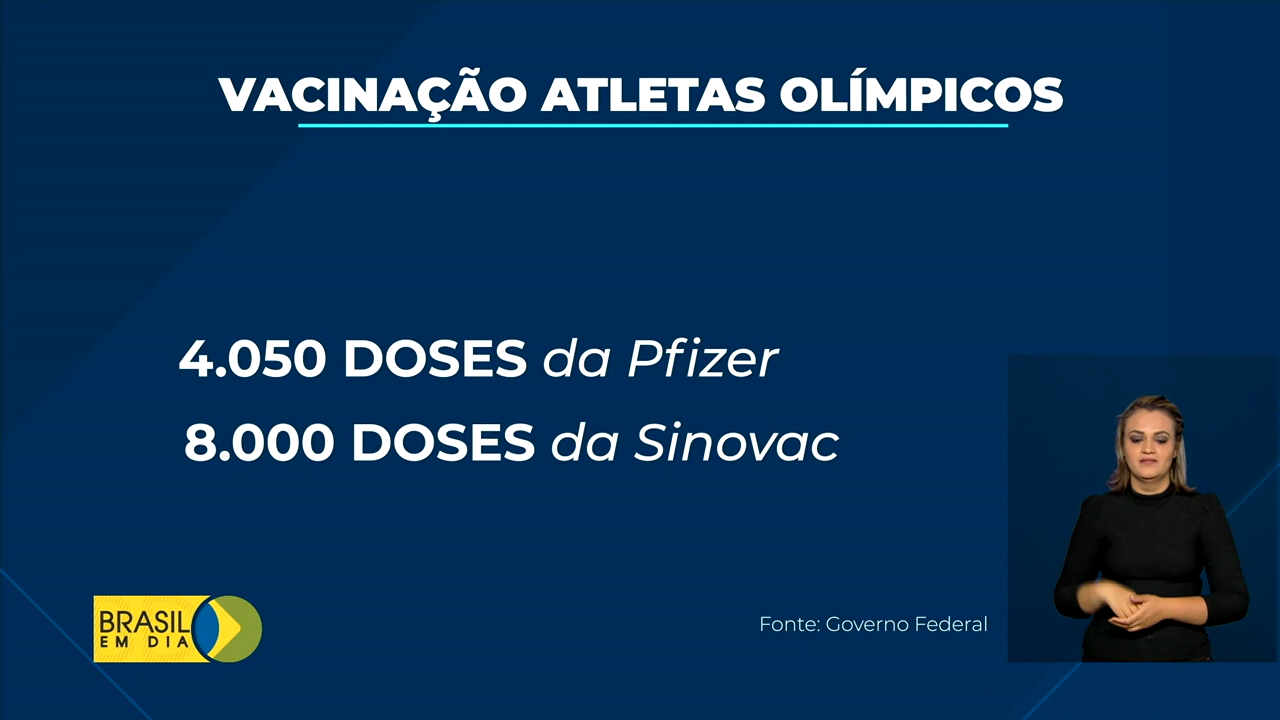 VACINAÇÃO ATLETAS OLÍMPICOS
4.050 DOSES da Pfizer
8.000 DOSES da Sinovac
BRASIL
EM DIA
Fonte: Governo Federal